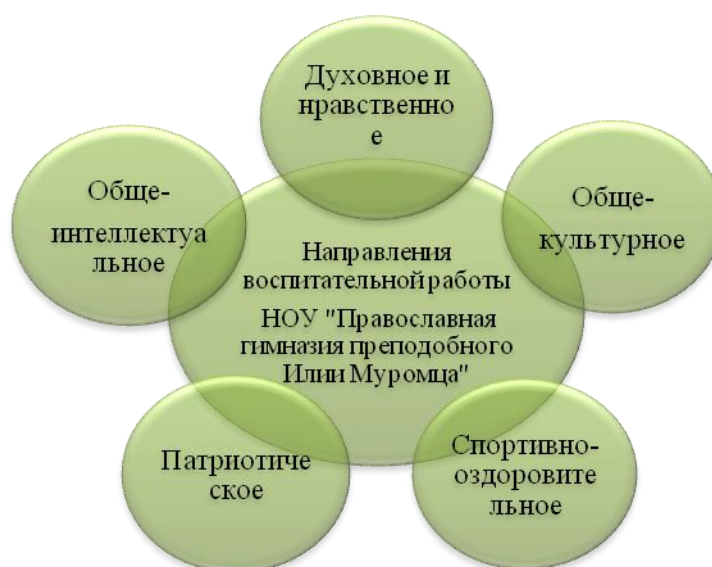 Духовное и
нравственно
е
Обще-
интеллектуа
льное
Обще-
культурное
Направления
воспитательной работы
НОУ "Православная
гимназия преподобного
Илии Муромца"
Патриотиче
ское
Спортивно-
оздоровите
льное